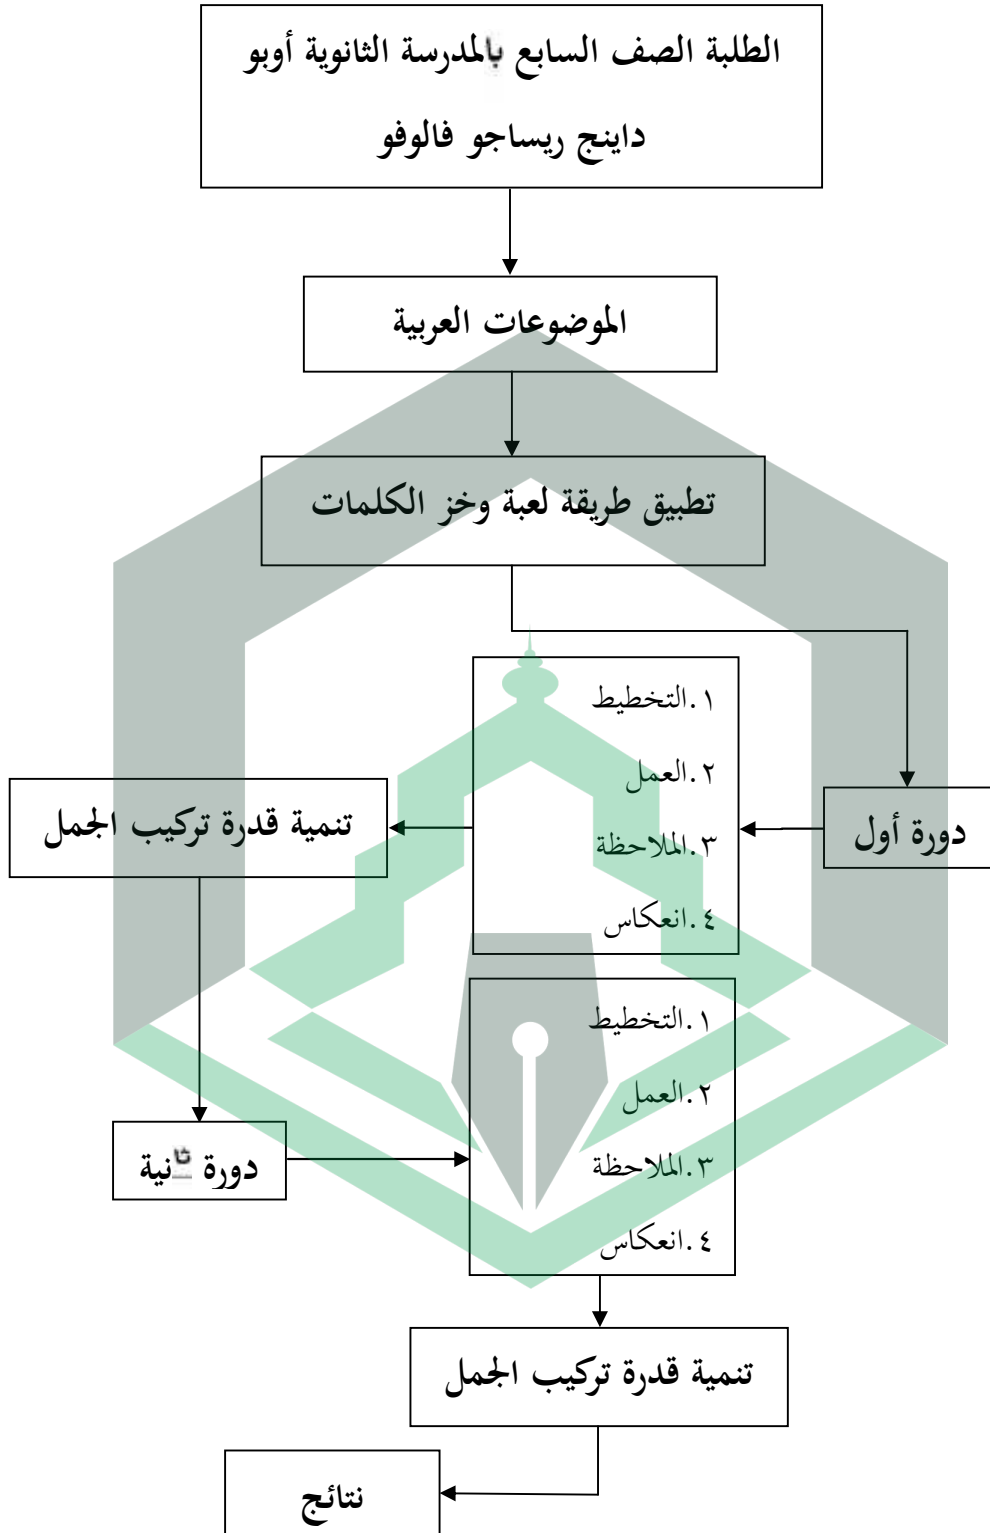 الطلبة الصف السابع بالمدرسة الثانوية أوبو
داينج ريساجو فالوفو
الموضوعات العربية
تطبيق طريقة لعبة وخز الكلمات
١.التخطيط
٢.العمل
٣.الملاحظة
٤.انعكاس
دورة أول
تنمية قدرة تركيب الجمل
١.التخطيط
٢.العمل
٣.الملاحظة
٤.انعكاس
دورة ثانية
تنمية قدرة تركيب الجمل
نتائج